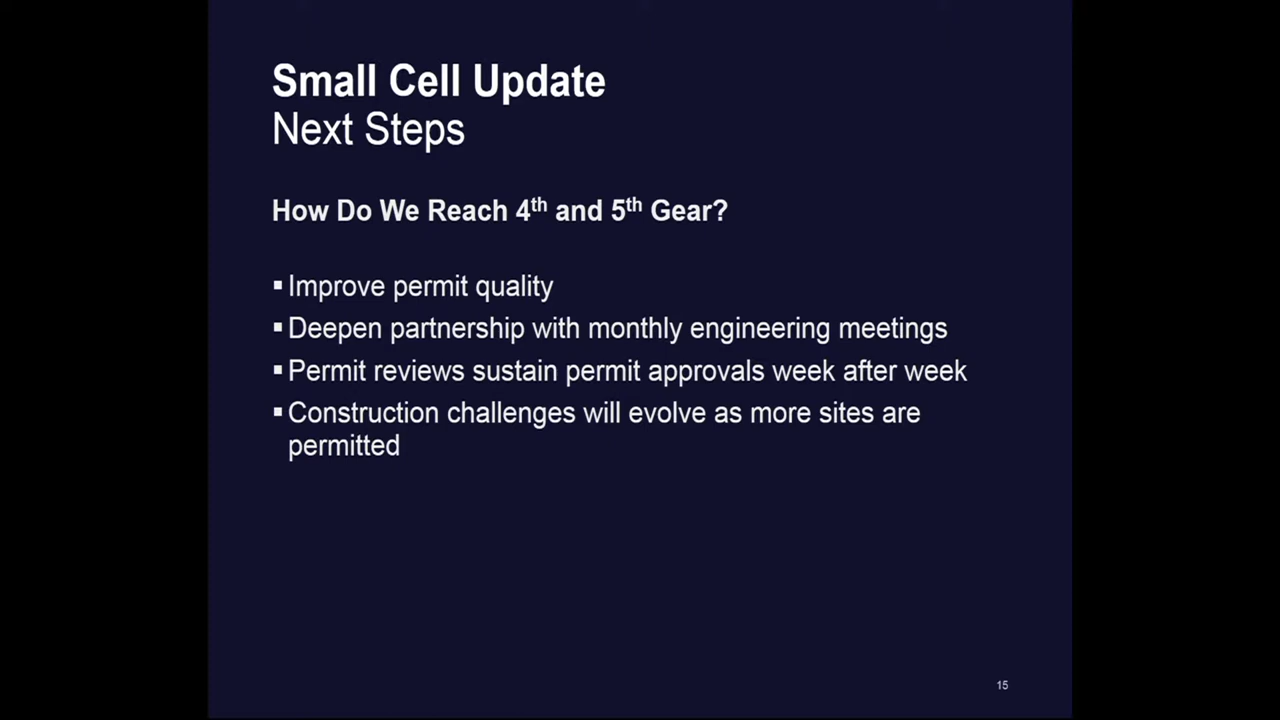 Small Cell Update
Next Steps
How Do We Reach 4th and 5th Gear?
▪ Improve permit quality
▪ Deepen partnership with monthly engineering meetings
▪ Permit reviews sustain permit approvals week after week
▪ Construction challenges will evolve as more sites are
permitted
15